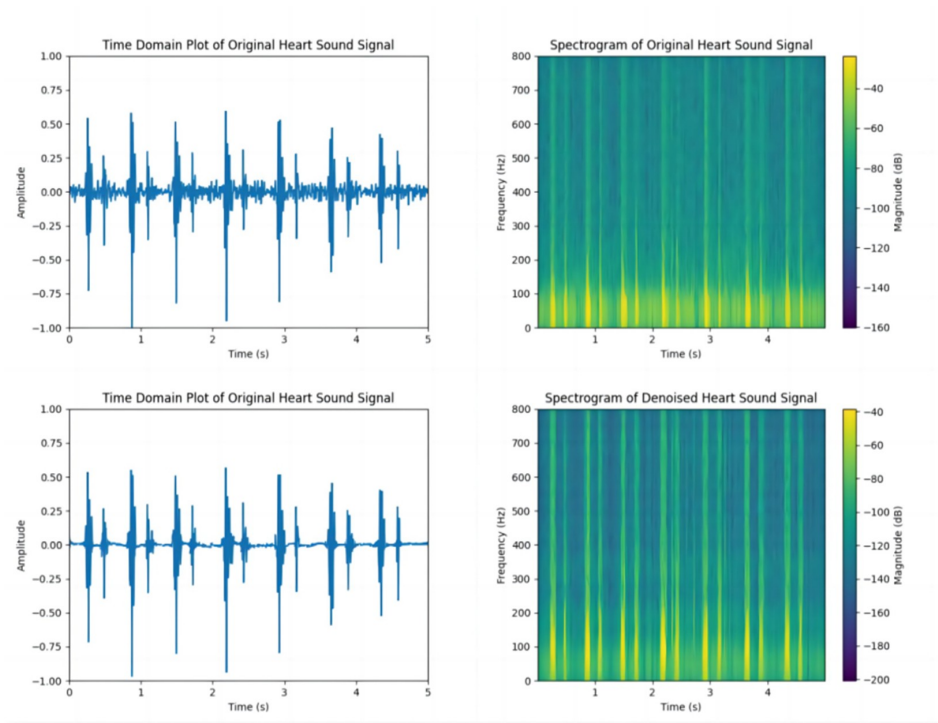 Time Domain Plot of Original Heart Sound Signal
1.00
0.75
0.50
0.25
0.00
−0.25
−0.50
−0.75
−1.00
Amplitude
0 1 2 3 4 5
Time (s)
Spectrogram of Original Heart Sound Signal
800
700
600
500
400
300
200
100
0
Frequency (Hz)
1 2 3 4
Time (s)
−40
−60
−80
−100
−120
−140
−160
Magnitude (dB)
Time Domain Plot of Original Heart Sound Signal
1.00
0.75
0.50
0.25
0.00
−0.25
−0.50
−0.75
−1.00
Amplitude
0 1 2 3 4 5
Time (s)
Spectrogram of Denoised Heart Sound Signal
800
700
600
500
400
300
200
100
0
Frequency (Hz)
1 2 3 4
Time (s)
−40
−60
−80
−100
−120
−140
−160
−180
−200
Magnitude (dB)